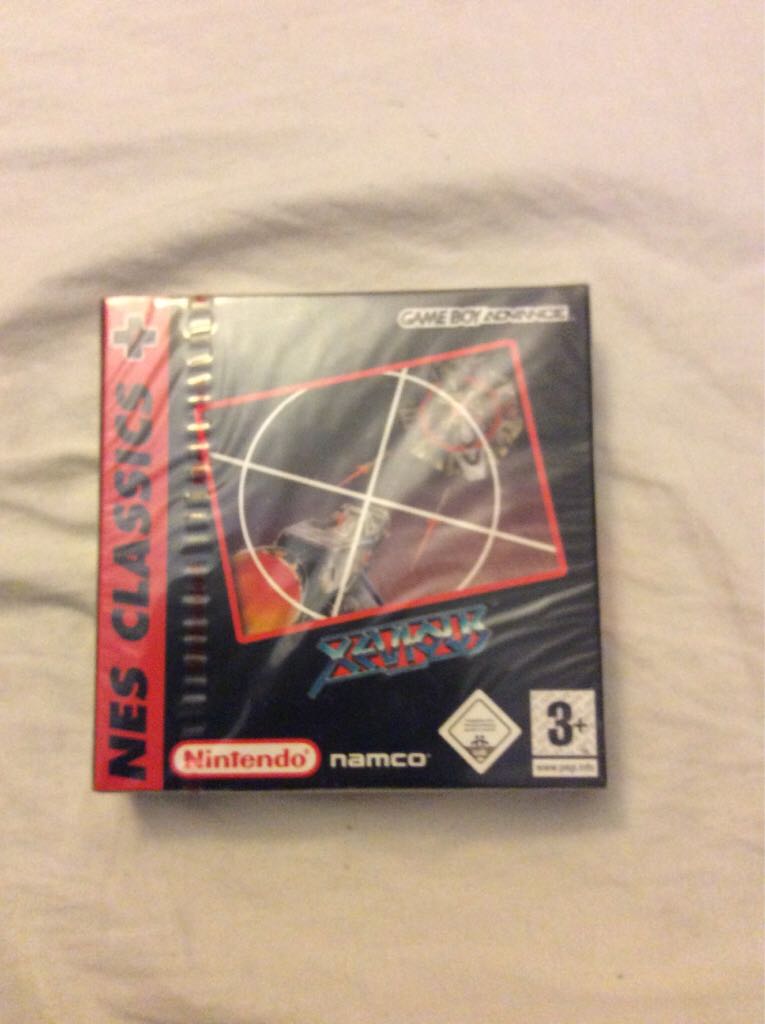 GAME BOY ADVANCE
NES CLASSICS
XEVIOUS
Nintendo®
namco®
3+
www.pegi.info